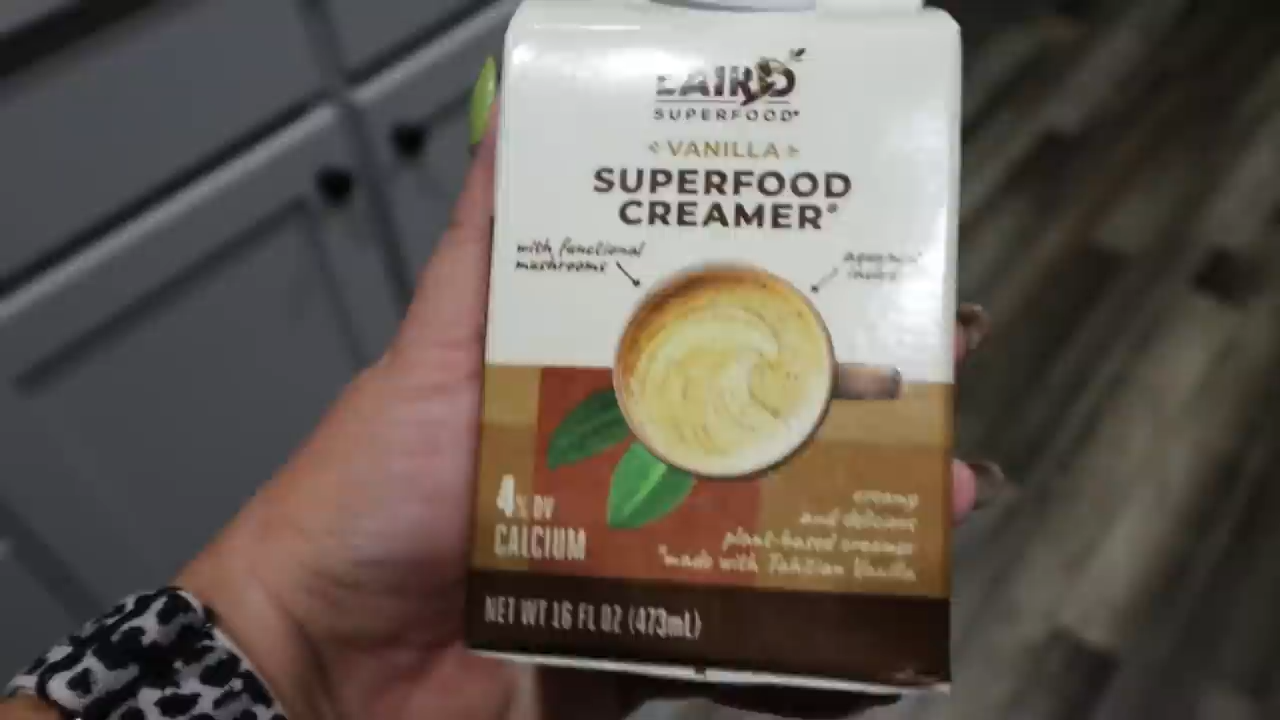 LAIRD
SUPERFOOD®
VANILLA
SUPERFOOD
CREAMER®
with functional
mushrooms
4% DV
CALCIUM
creamy
and delicious
plant-based creamer
*made with Tahitian Vanilla
NET WT 16 FL OZ (473mL)